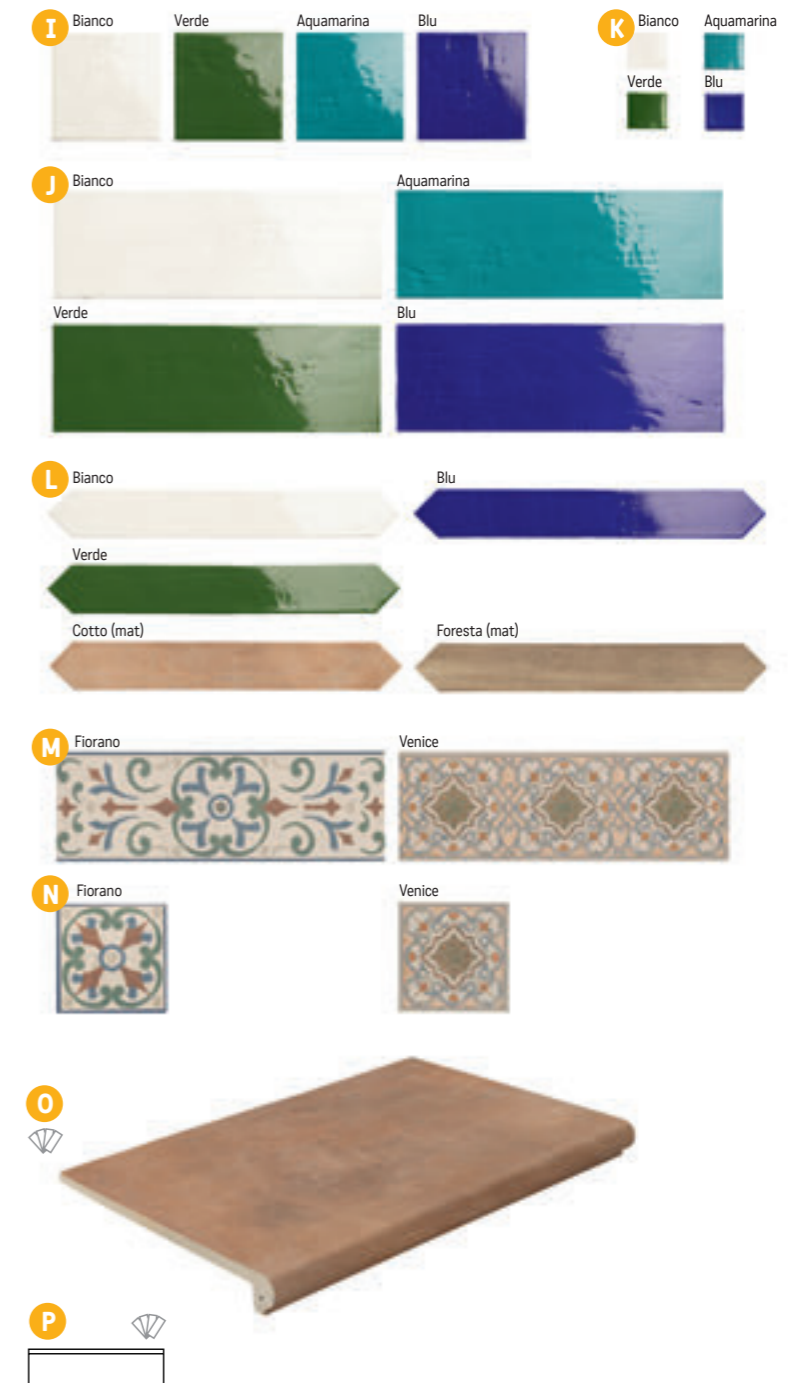 I Bianco Verde Aquamarina Blu
K Bianco Aquamarina
Verde Blu
J Bianco Aquamarina
Verde Blu
L Bianco Blu
Verde
Cotto (mat) Foresta (mat)
M Fiorano Venice
N Fiorano Venice
O
P